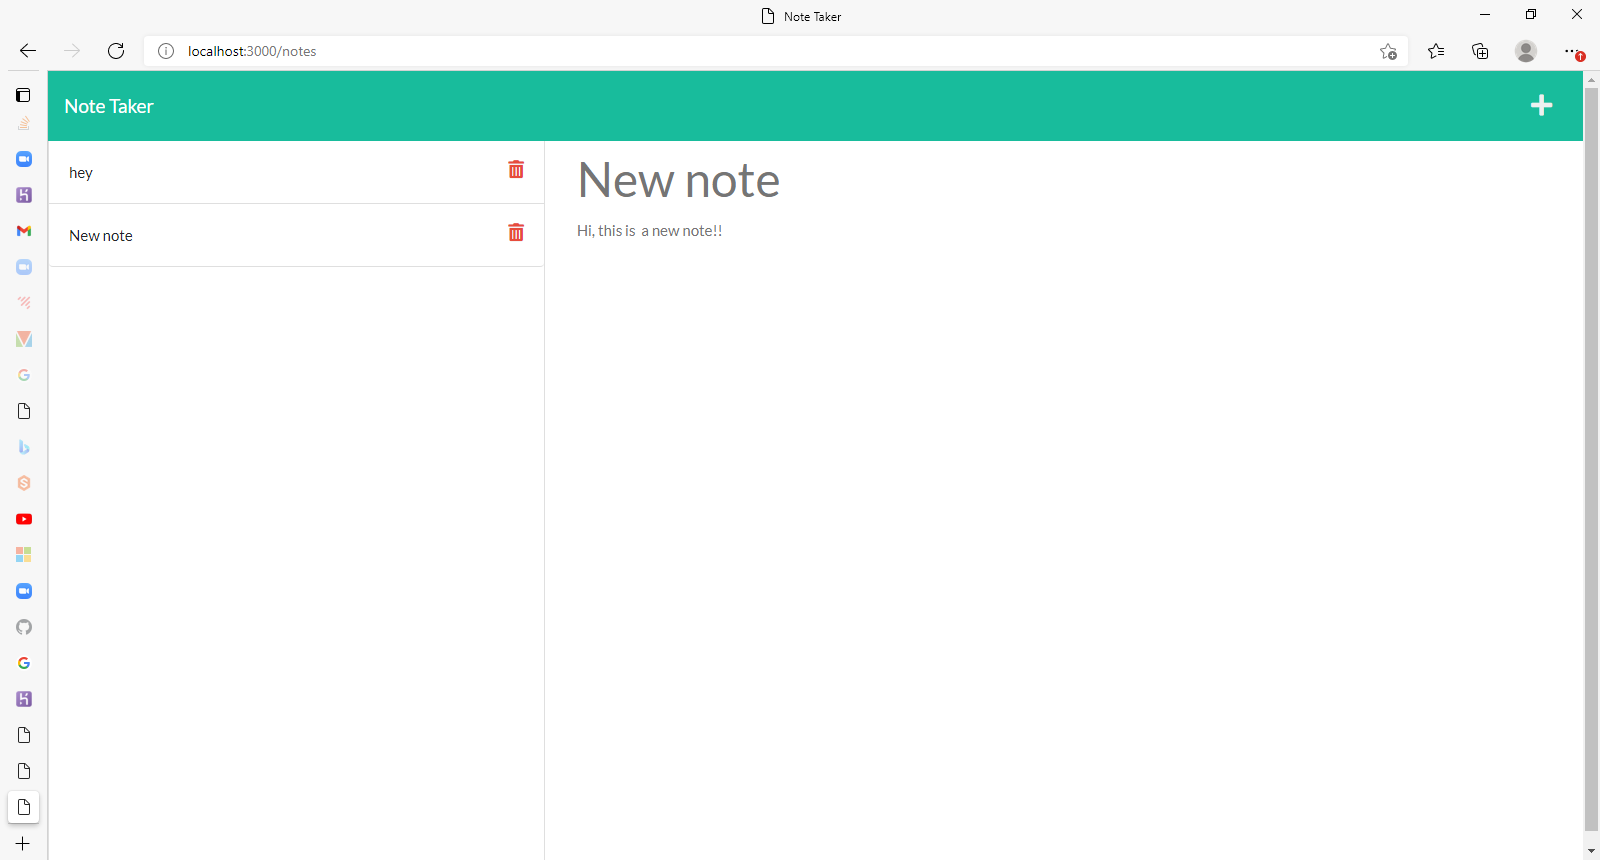 Note Taker
localhost:3000/notes
Note Taker
hey
New note
New note
Hi, this is  a new note!!